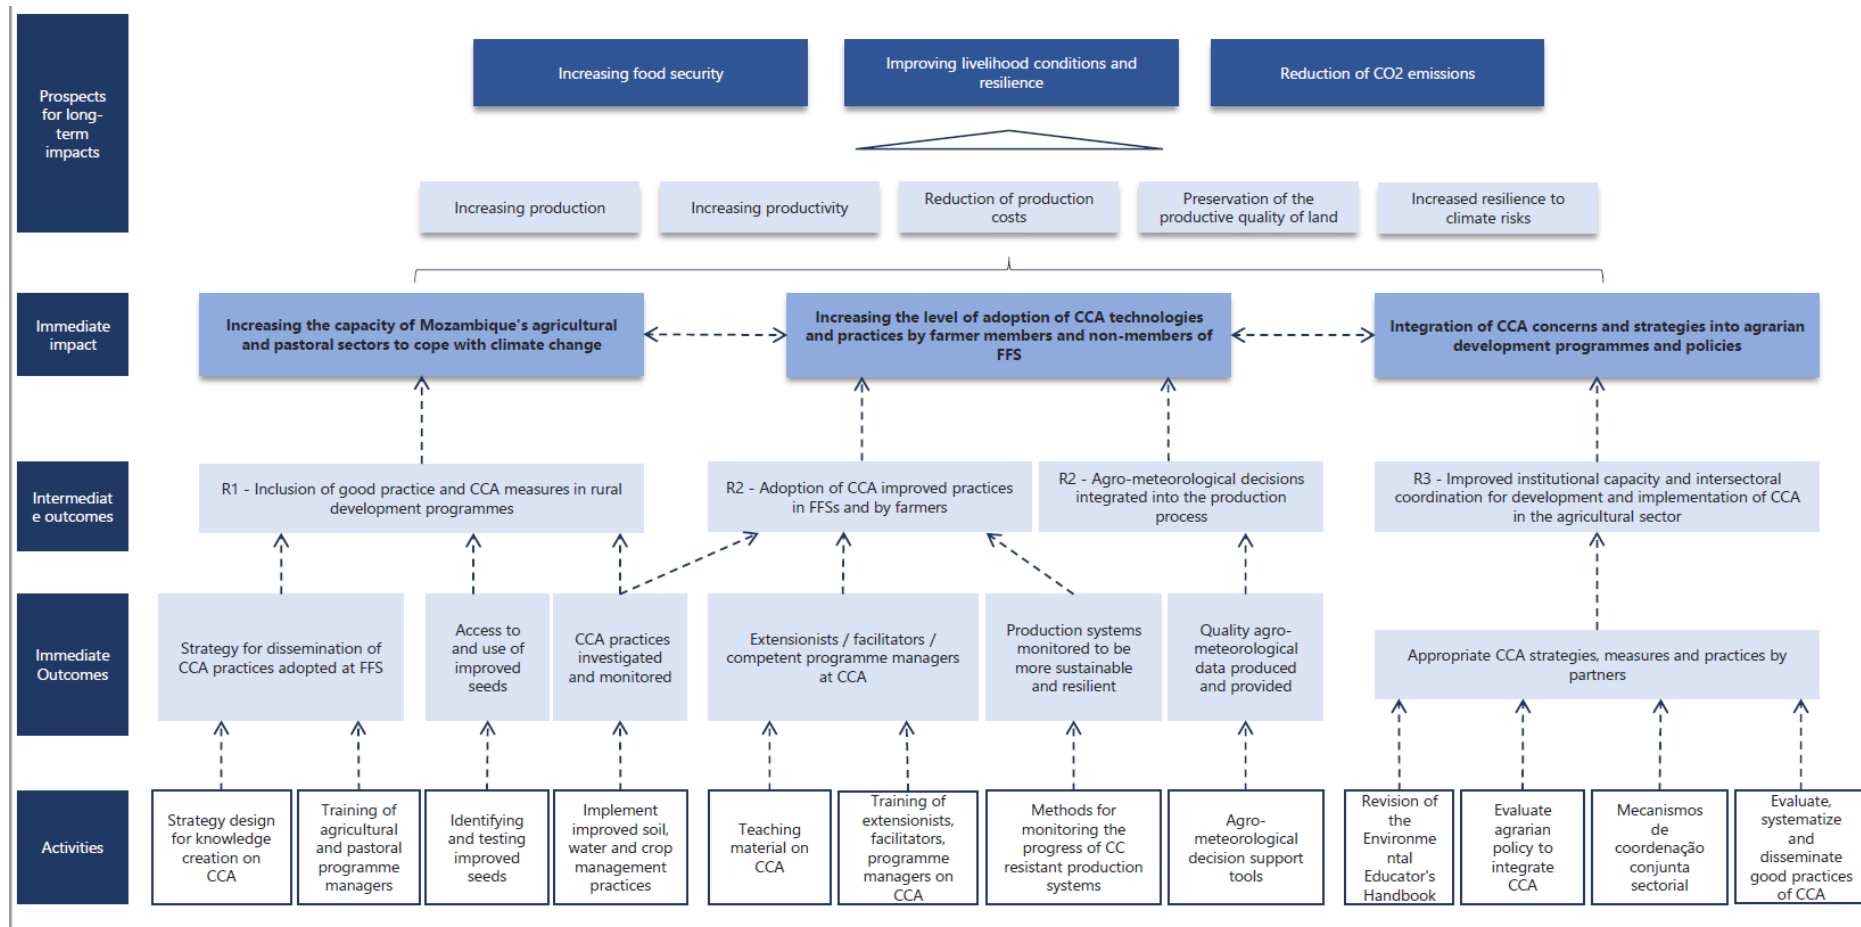 Prospects
for long-
term
impacts
Increasing food security
Improving livelihood conditions and
resilience
Reduction of CO2 emissions
Increasing production
Increasing productivity
Reduction of production
costs
Preservation of the
productive quality of land
Increased resilience to
climate risks
Immediate
impact
Increasing the capacity of Mozambique's agricultural
and pastoral sectors to cope with climate change
Increasing the level of adoption of CCA technologies
and practices by farmer members and non-members of
FFS
Integration of CCA concerns and strategies into agrarian
development programmes and policies
Intermediat
e outcomes
R1 - Inclusion of good practice and CCA measures in rural
development programmes
R2 - Adoption of CCA improved practices
in FFSs and by farmers
R2 - Agro-meteorological decisions
integrated into the production
process
R3 - Improved institutional capacity and intersectoral
coordination for development and implementation of CCA
in the agricultural sector
Immediate
Outcomes
Strategy for dissemination of
CCA practices adopted at FFS
Access to
and use of
improved
seeds
CCA practices
investigated
and monitored
Extensionists / facilitators /
competent programme managers
at CCA
Production systems
monitored to be
more sustainable
and resilient
Quality agro-
meteorological
data produced
and provided
Appropriate CCA strategies, measures and practices by
partners
Activities
Strategy design
for knowledge
creation on
CCA
Training of
agricultural
and pastoral
programme
managers
Identifying
and testing
improved
seeds
Implement
improved soil,
water and crop
management
practices
Teaching
material on
CCA
Training of
extensionists,
facilitators,
programme
managers on
CCA
Methods for
monitoring the
progress of CC
resistant production
systems
Agro-
meteorological
decision support
tools
Revision of
the
Environme
ntal
Educator's
Handbook
Evaluate
agrarian
policy to
integrate
CCA
Mecanismos
de
coordenação
conjunta
sectorial
Evaluate,
systematize
and
disseminate
good practices
of CCA